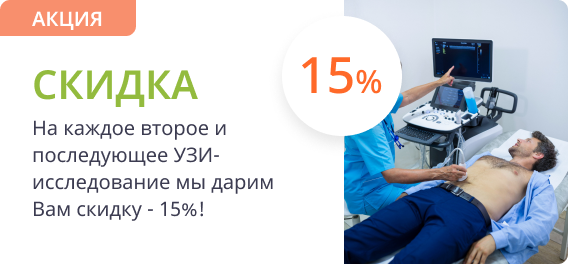 АКЦИЯ
СКИДКА
15%
На каждое второе и
последующее УЗИ-
исследование мы дарим
Вам скидку - 15%!